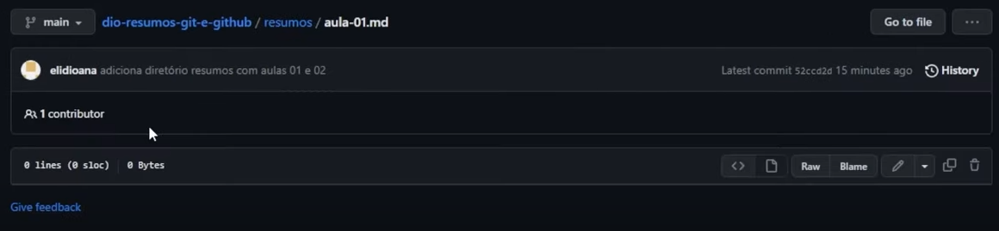 main dio-resumos-git-e-github / resumos / aula-01.md Go to file ...
elidioana adiciona diretório resumos com aulas 01 e 02 Latest commit 52ccd2d 15 minutes ago History
1 contributor
0 lines (0 sloc) 0 Bytes <> Raw Blame
Give feedback